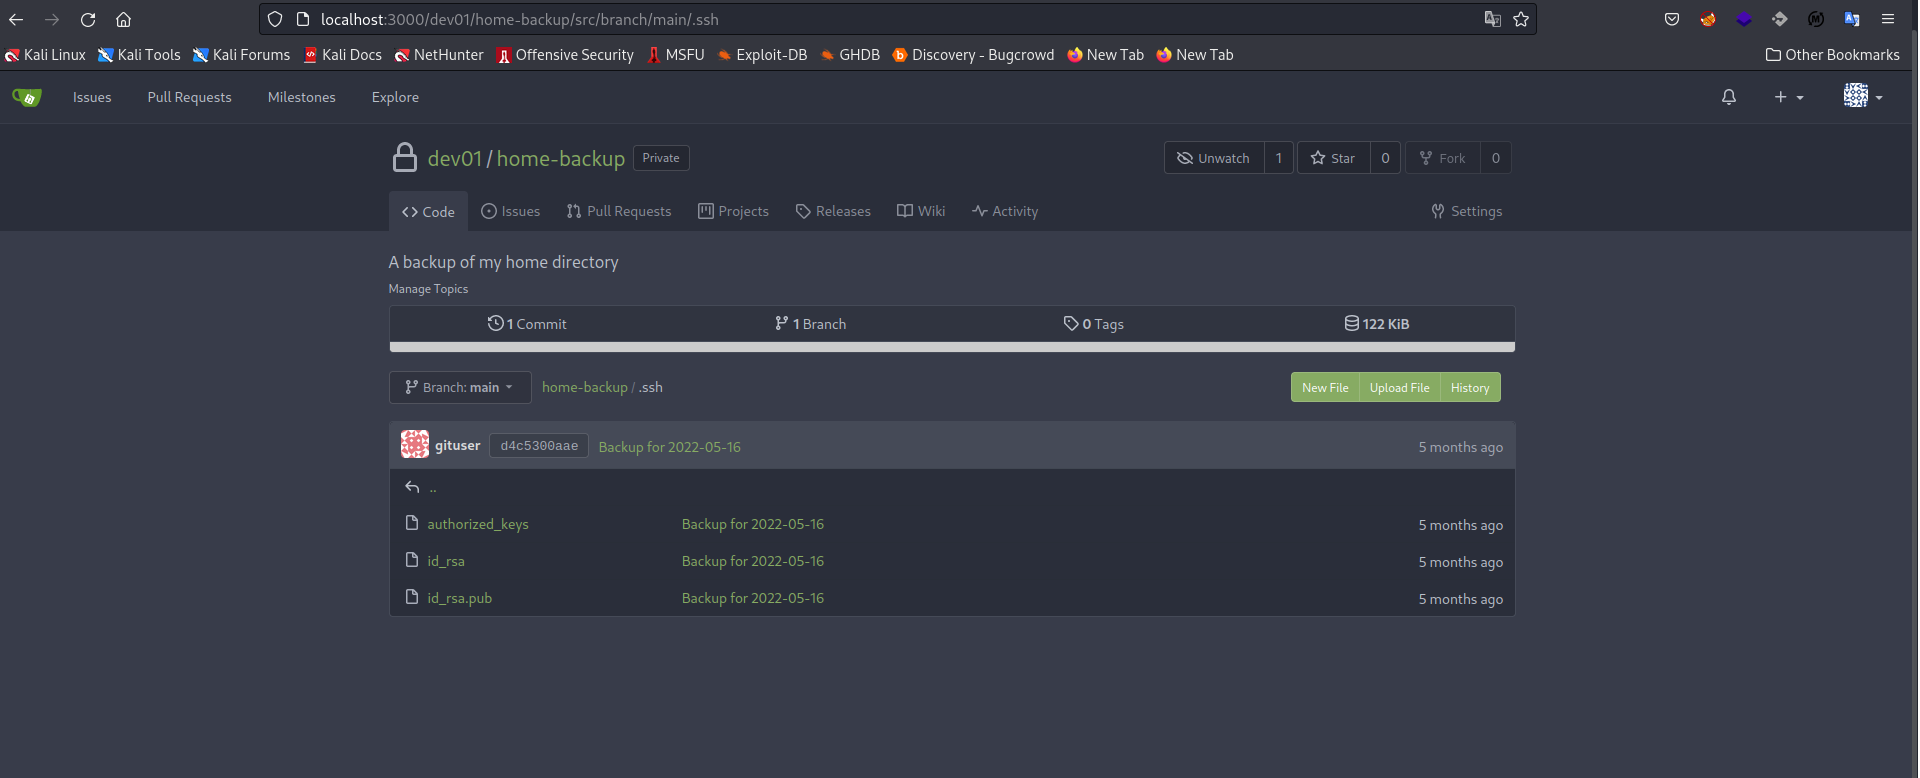 localhost:3000/dev01/home-backup/src/branch/main/.ssh
Kali Linux Kali Tools Kali Forums Kali Docs NetHunter Offensive Security MSFU Exploit-DB GHDB Discovery - Bugcrowd New Tab New Tab Other Bookmarks
Issues Pull Requests Milestones Explore
dev01 / home-backup Private Unwatch 1 Star 0 Fork 0
Code Issues Pull Requests Projects Releases Wiki Activity Settings
A backup of my home directory
Manage Topics
1 Commit 1 Branch 0 Tags 122 KiB
Branch: main home-backup / .ssh New File Upload File History
gituser d4c5300aae Backup for 2022-05-16 5 months ago
..
authorized_keys Backup for 2022-05-16 5 months ago
id_rsa Backup for 2022-05-16 5 months ago
id_rsa.pub Backup for 2022-05-16 5 months ago